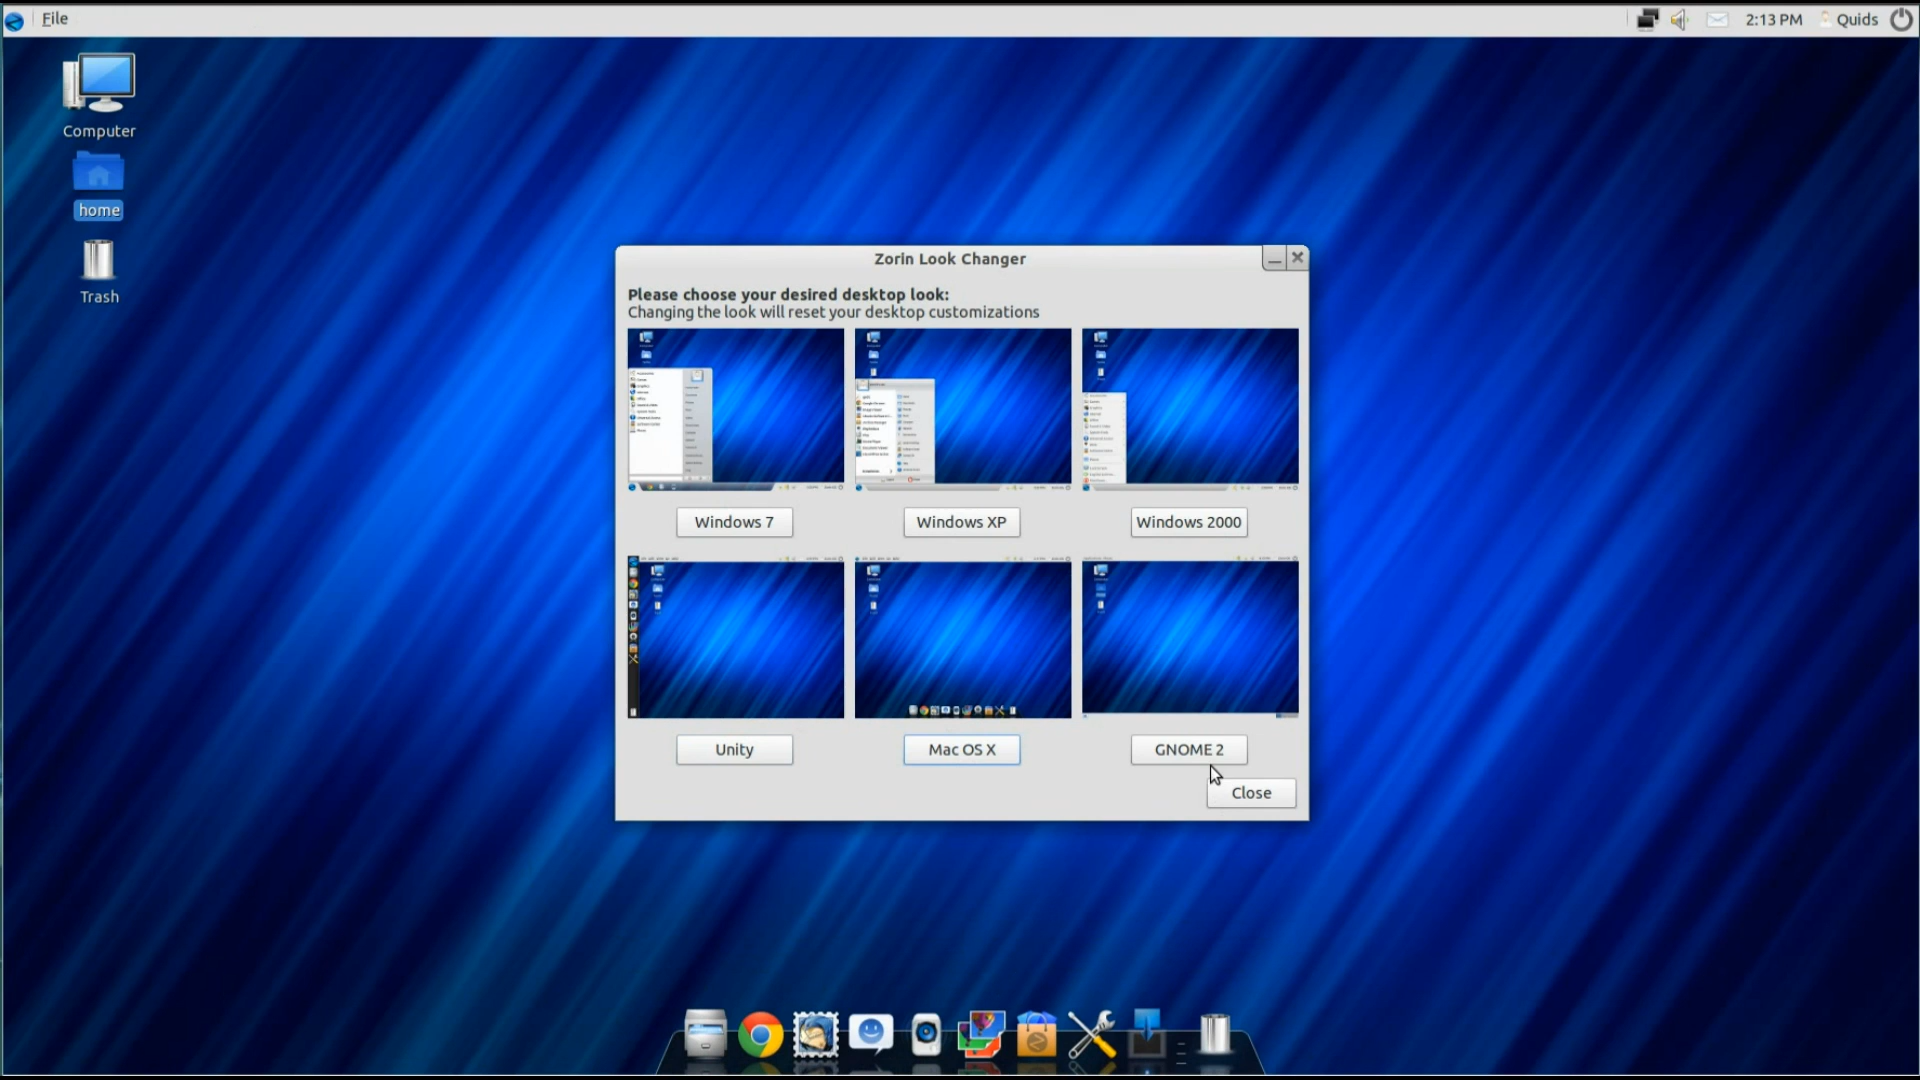 File
2:13 PM Quids
Computer
home
Trash
Zorin Look Changer
Please choose your desired desktop look:
Changing the look will reset your desktop customizations
Windows 7
Windows XP
Windows 2000
Unity
Mac OS X
GNOME 2
Close